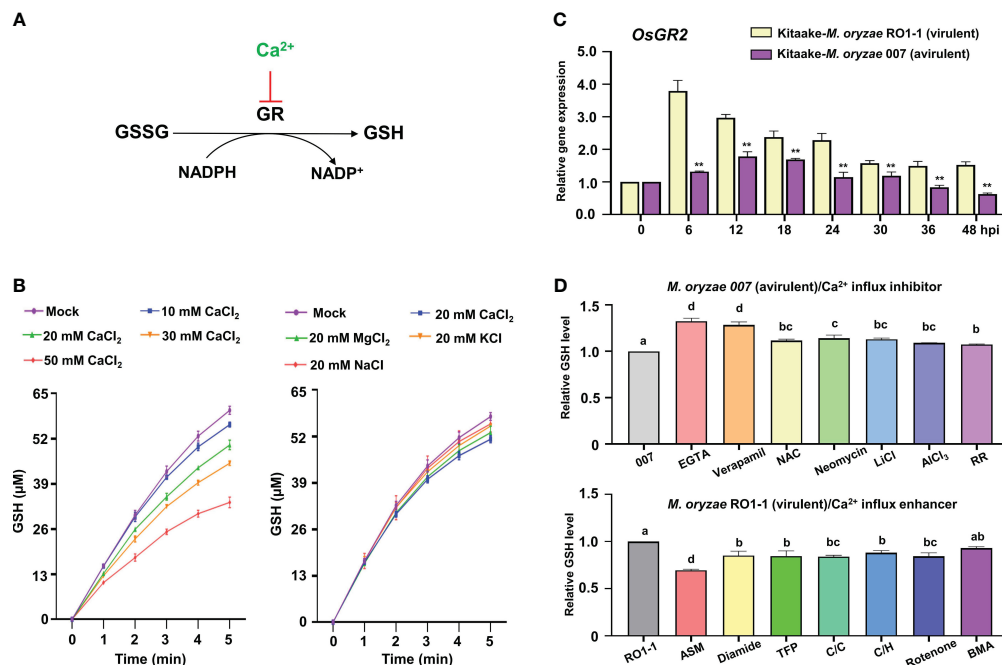 A
Ca²⁺
GR
GSSG
GSH
NADPH
NADP⁺
B
Mock
10 mM CaCl₂
20 mM CaCl₂
30 mM CaCl₂
50 mM CaCl₂
GSH (µM)
65
52
39
26
13
0
0 1 2 3 4 5
Time (min)
Mock
20 mM CaCl₂
20 mM MgCl₂
20 mM KCl
20 mM NaCl
GSH (µM)
65
52
39
26
13
0
0 1 2 3 4 5
Time (min)
C
OsGR2
Kitaake-M. oryzae RO1-1 (virulent)
Kitaake-M. oryzae 007 (avirulent)
Relative gene expression
5.0
4.0
3.0
2.0
1.0
0.0
** ** ** ** ** ** **
0 6 12 18 24 30 36 48 hpi
D
M. oryzae 007 (avirulent)/Ca²⁺ influx inhibitor
Relative GSH level
1.5
1.0
0.5
0
a d d bc c bc bc b
007 EGTA Verapamil NAC Neomycin LiCl AlCl₃ RR
M. oryzae RO1-1 (virulent)/Ca²⁺ influx enhancer
Relative GSH level
1.5
1.0
0.5
0
a d b b bc b bc ab
RO1-1 ASM Diamide TFP C/C C/H Rotenone BMA